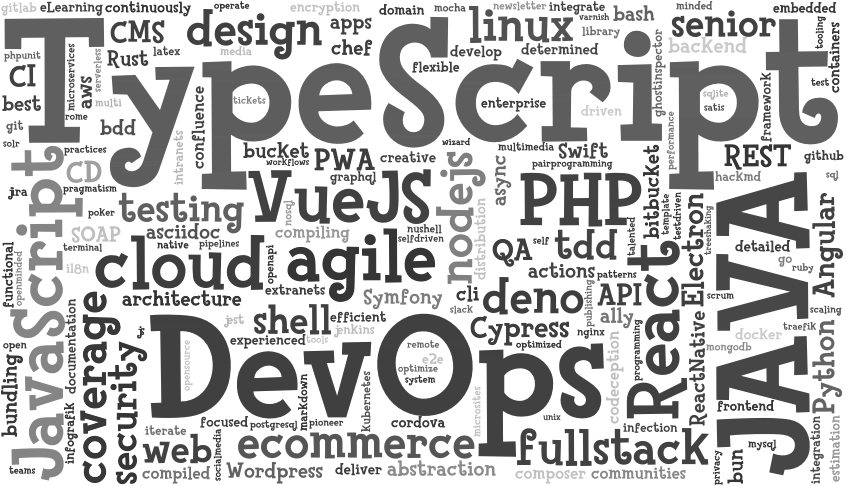 gitlab
eLearning
continuously
operate
encryption
domain
mocha
newsletter
integrate
varnish
bash
minded
embedded
CMS
design
apps
linux
library
senior
tooling
phpunit
Rust
latex
media
chef
develop
determined
backend
containers
CI
microservices
serverless
aws
TypeScript
flexible
ghostinspector
best
multi
confluence
tickets
enterprise
driven
sqlite
satis
framework
test
git
rome
bdd
intranets
performance
solr
practices
bucket
workflows
PWA
creative
wizard
multimedia
Swift
pairprogramming
bitbucket
REST
github
CD
graphql
nodejs
async
hackmd
sql
jra
pragmatism
VueJS
PHP
template
testdriven
treeshaking
JavaScript
poker
testing
nosql
distribution
talented
Electron
JAVA
Angular
SOAP
asciidoc
compiling
nushell
selfdriven
QA
self
tdd
detailed
functional
openminded
terminal
native
pipelines
openapi
cloud
agile
actions
patterns
go
ruby
i18n
extranets
architecture
Symfony
cli
slack
deno
publishing
API
React
scrum
scaling
documentation
coverage
jest
shell
efficient
jenkins
Cypress
nginx
ally
docker
traefik
open
bundling
security
jr
DevOps
experienced
tools
remote
e2e
optimize
system
optimized
codeception
programming
ReactNative
mongodb
Python
opensource
kubernetes
markdown
microsites
frontend
infografik
iterate
focused
postgresql
pioneer
cordova
unix
infection
teams
web
socialmedia
ecommerce
fullstack
privacy
bun
mysql
integration
estimation
compiled
Wordpress
deliver
abstraction
composer
communities